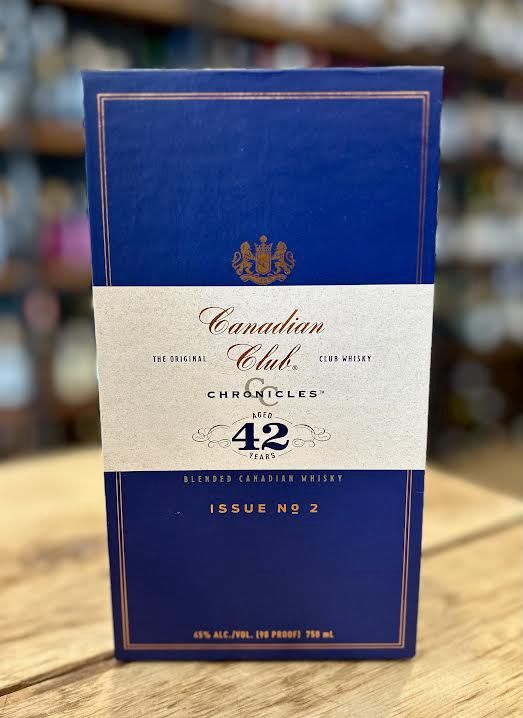 Canadian
THE ORIGINAL Club® CLUB WHISKY
CC
CHRONICLES™
AGED
42
YEARS
BLENDED CANADIAN WHISKY
ISSUE Nº 2
45% ALC./VOL. (90 PROOF) 750 mL